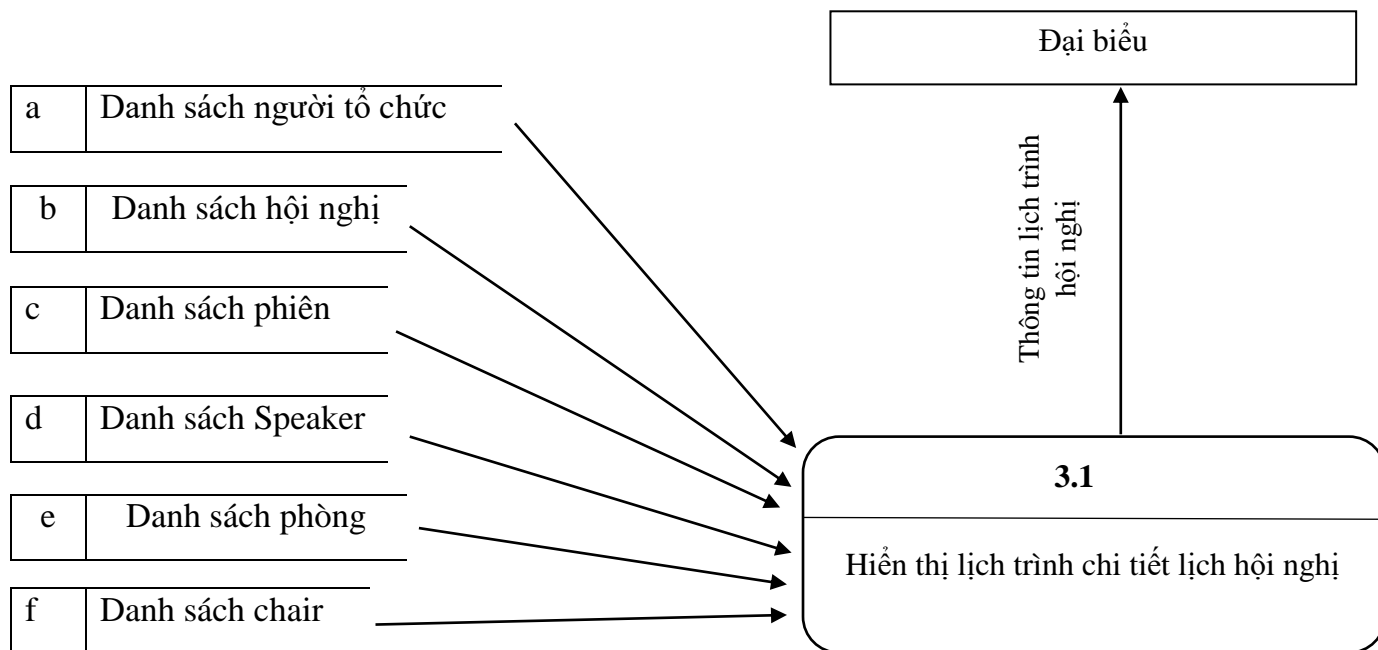 Đại biểu
a Danh sách người tổ chức
b Danh sách hội nghị
c Danh sách phiên
d Danh sách Speaker
e Danh sách phòng
f Danh sách chair
Thông tin lịch trình
hội nghị
3.1
Hiển thị lịch trình chi tiết lịch hội nghị